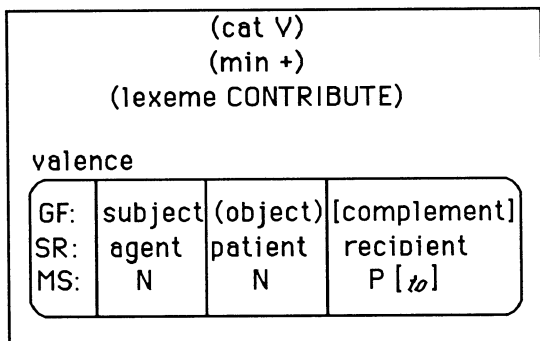 (cat V)
(min +)
(lexeme CONTRIBUTE)
valence
GF: subject (object) [complement]
SR: agent patient recipient
MS: N N P [to]